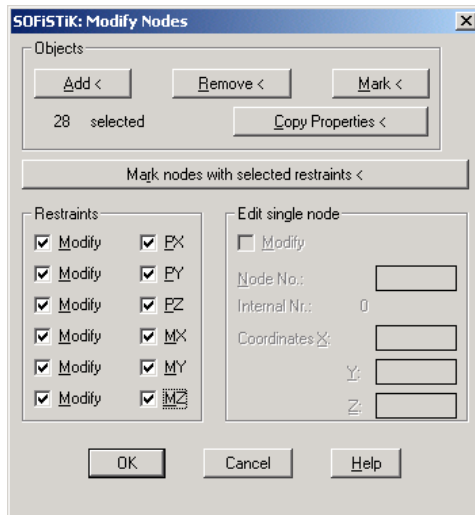 SOFiSTiK: Modify Nodes
Objects
Add < Remove < Mark <
28 selected Copy Properties <
Mark nodes with selected restraints <
Restraints Edit single node
Modify PX Modify
Modify PY Node No.:
Modify PZ Internal Nr.: 0
Modify MX Coordinates X:
Modify MY Y:
Modify MZ Z:
OK Cancel Help